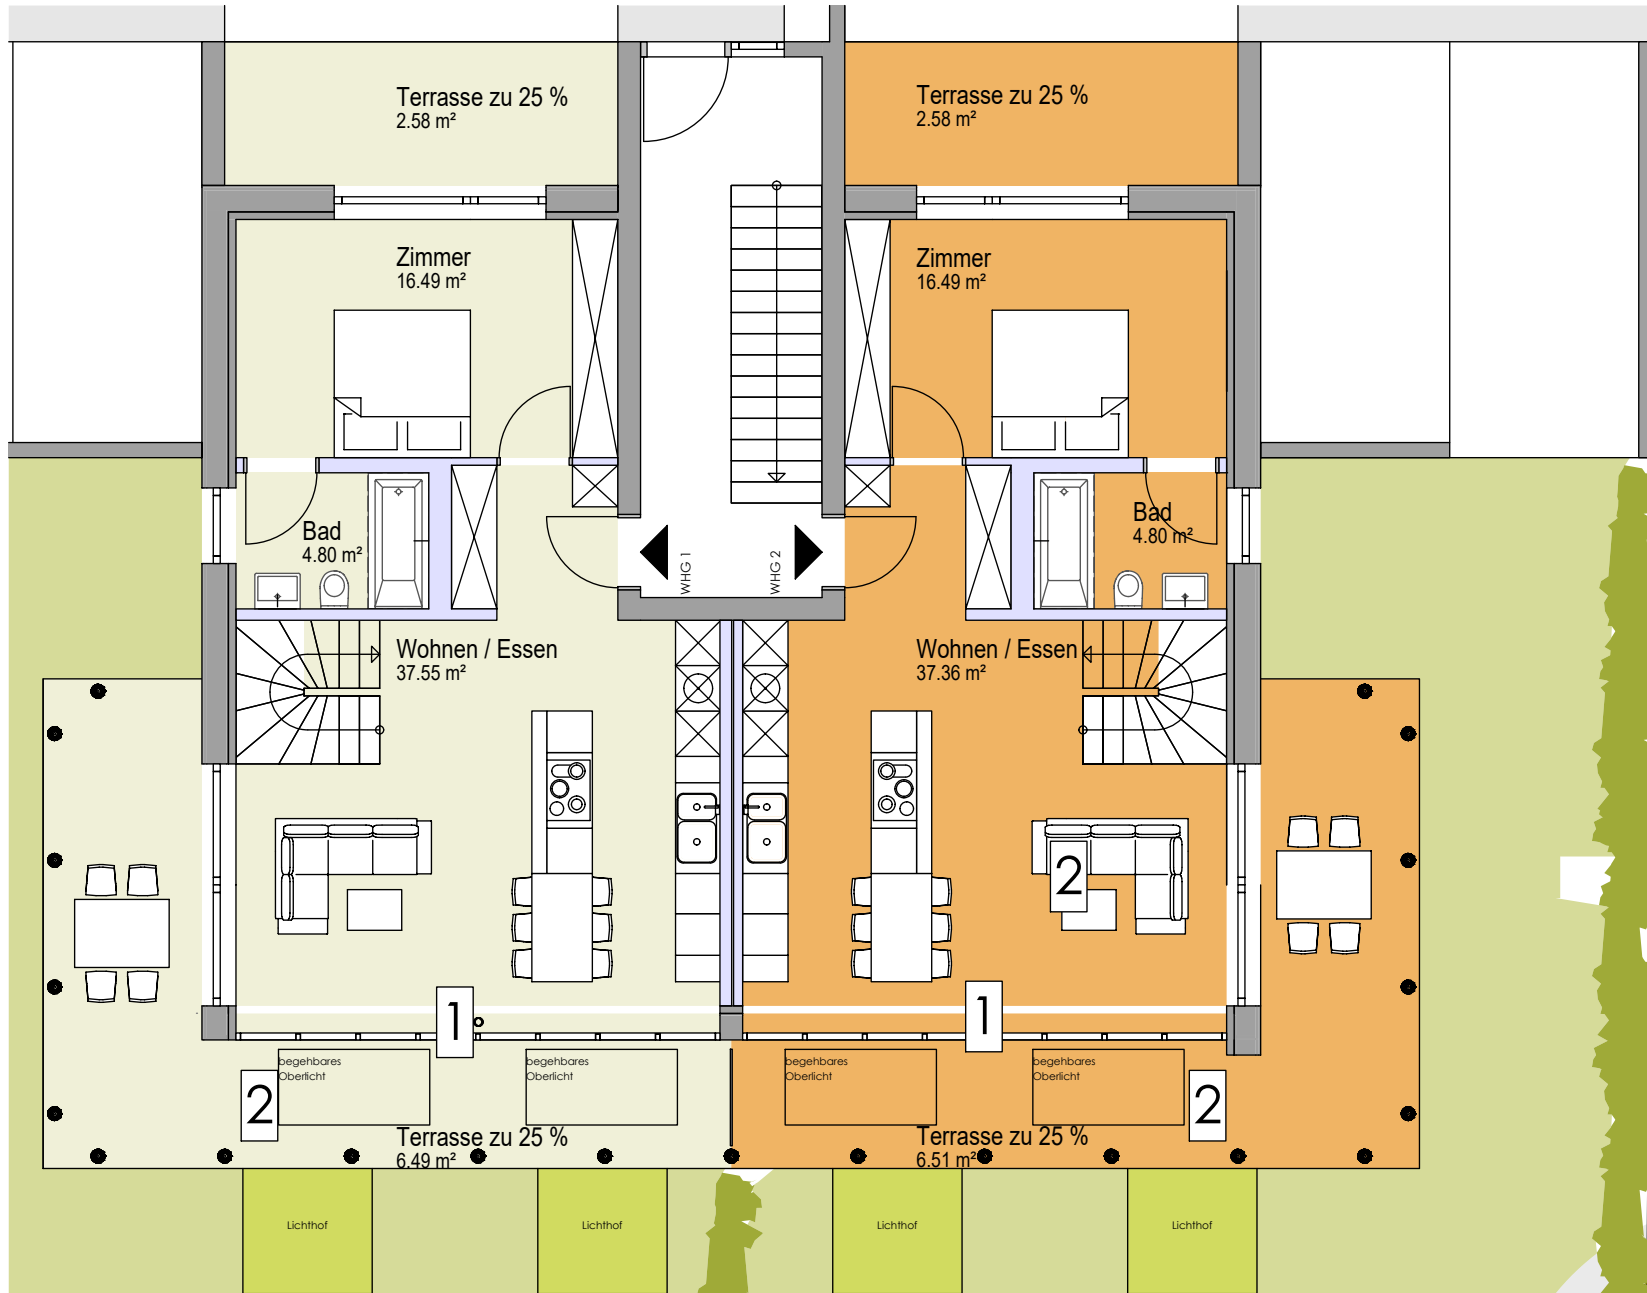 Terrasse zu 25 %
2.58 m²
Terrasse zu 25 %
2.58 m²
Zimmer
16.49 m²
Zimmer
16.49 m²
Bad
4.80 m²
WHG 1
WHG 2
Bad
4.80 m²
Wohnen / Essen
37.55 m²
Wohnen / Essen
37.36 m²
2
1
1
begehbares
Oberlicht
begehbares
Oberlicht
begehbares
Oberlicht
begehbares
Oberlicht
2
2
Terrasse zu 25 %
6.49 m²
Terrasse zu 25 %
6.51 m²
Lichthof
Lichthof
Lichthof
Lichthof